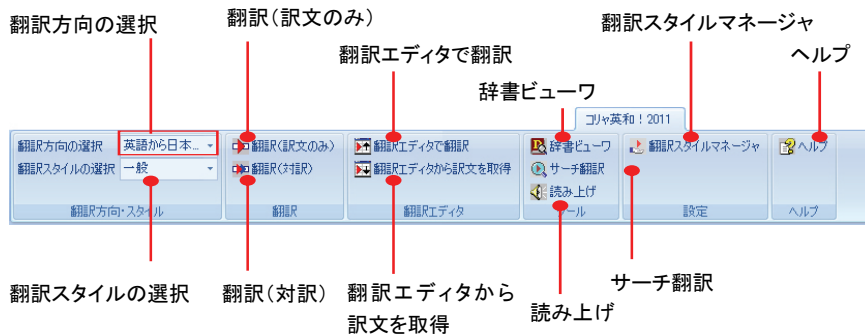 翻訳方向の選択
翻訳（訳文のみ）
翻訳スタイルマネージャ
翻訳エディタで翻訳
ヘルプ
辞書ビューワ
コリャ英和！2011
翻訳方向の選択 英語から日本...
翻訳(訳文のみ)
翻訳エディタで翻訳
辞書ビューワ
翻訳スタイルマネージャ
ヘルプ
翻訳スタイルの選択 一般
翻訳(対訳)
翻訳エディタから訳文を取得
サーチ翻訳
読み上げ
翻訳方向・スタイル
翻訳
翻訳エディタ
ツール
設定
ヘルプ
サーチ翻訳
翻訳スタイルの選択
翻訳（対訳）
翻訳エディタから
訳文を取得
読み上げ